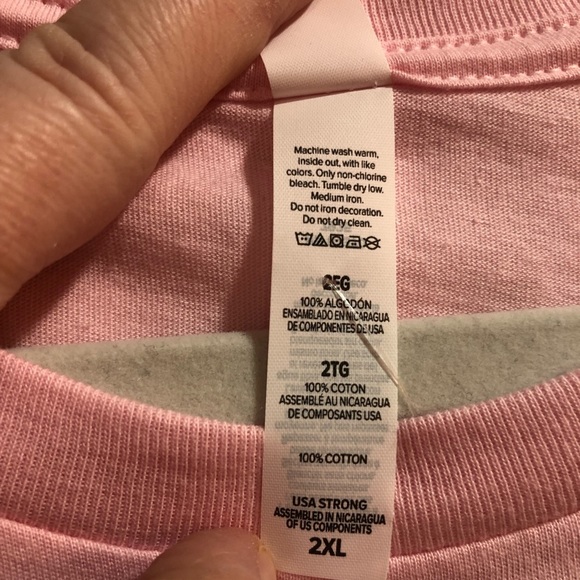 Machine wash warm,
inside out, with like
colors. Only non-chlorine
bleach. Tumble dry low.
Medium iron.
Do not iron decoration.
Do not dry clean.
2EG
100% ALGODÓN
ENSAMBLADO EN NICARAGUA
DE COMPONENTES DE USA
2TG
100% COTON
ASSEMBLÉ AU NICARAGUA
DE COMPOSANTS USA
100% COTTON
USA STRONG
ASSEMBLED IN NICARAGUA
OF US COMPONENTS
2XL